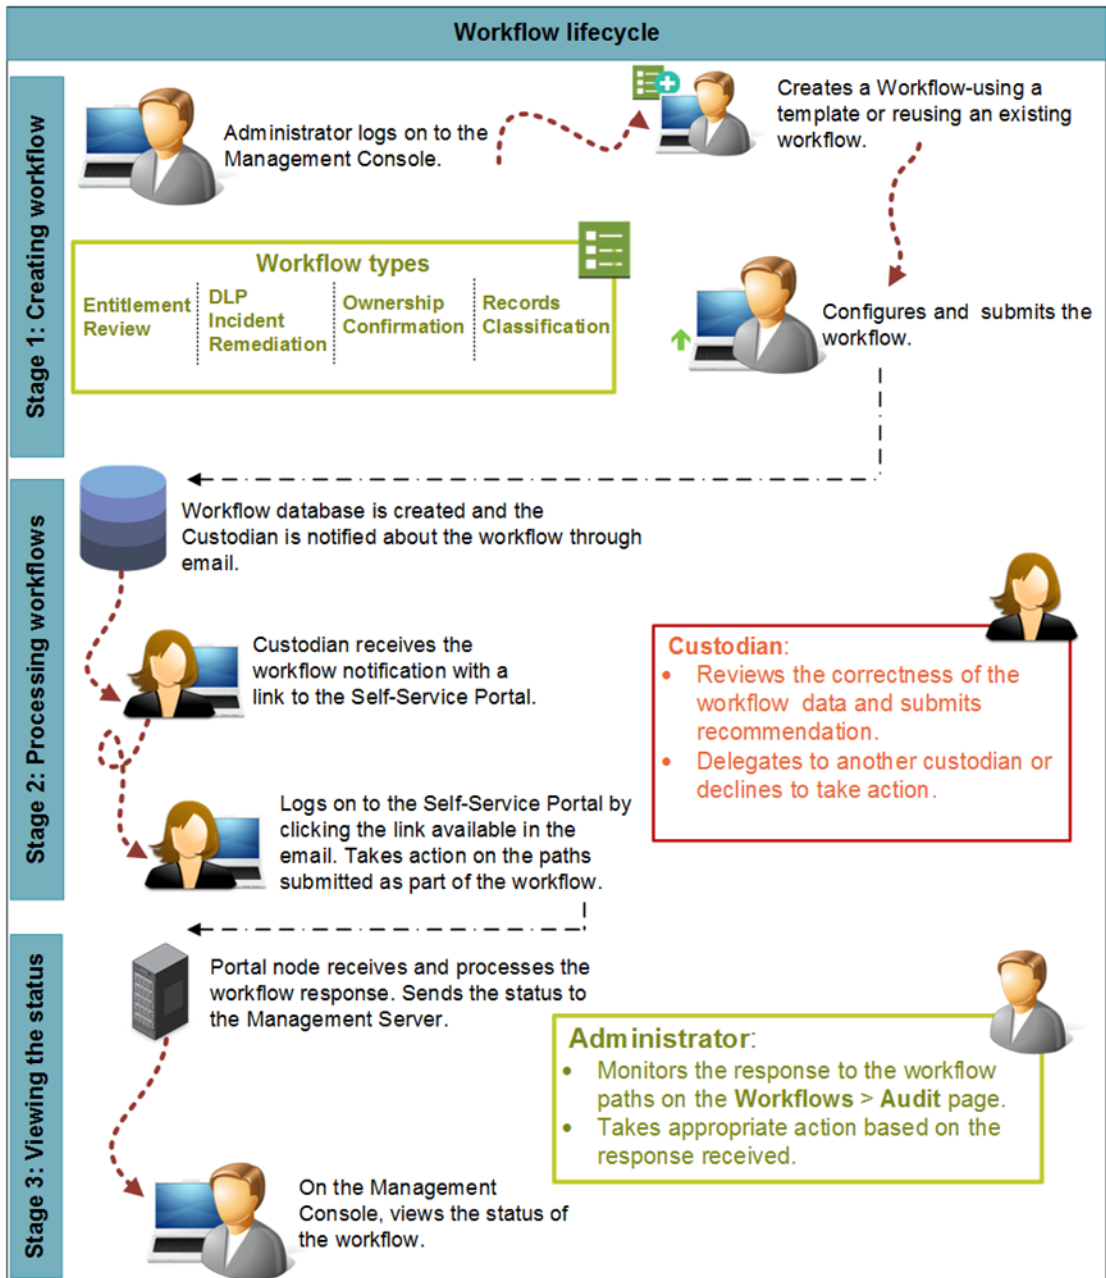 Workflow lifecycle
Stage 1: Creating workflow
Administrator logs on to the
Management Console.
Creates a Workflow-using a
template or reusing an existing
workflow.
Workflow types
Entitlement
Review
DLP
Incident
Remediation
Ownership
Confirmation
Records
Classification
Configures and submits the
workflow.
Stage 2: Processing workflows
Workflow database is created and the
Custodian is notified about the workflow through
email.
Custodian receives the
workflow notification with a
link to the Self-Service Portal.
Custodian:
• Reviews the correctness of the
workflow data and submits
recommendation.
• Delegates to another custodian or
declines to take action.
Logs on to the Self-Service Portal by
clicking the link available in the
email. Takes action on the paths
submitted as part of the workflow.
Stage 3: Viewing the status
Portal node receives and processes the
workflow response. Sends the status to
the Management Server.
Administrator:
• Monitors the response to the workflow
paths on the Workflows > Audit page.
• Takes appropriate action based on the
response received.
On the Management
Console, views the status of
the workflow.